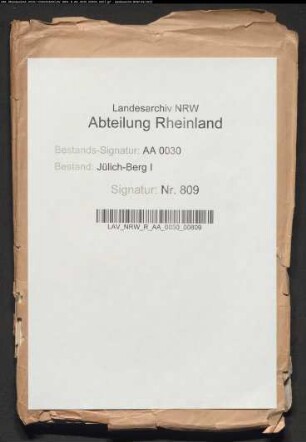 Landesarchiv NRW
Abteilung Rheinland
Bestands-Signatur: AA 0030
Bestand: Jülich-Berg I
Signatur: Nr. 809
LAV_NRW_R_AA_0030_00809